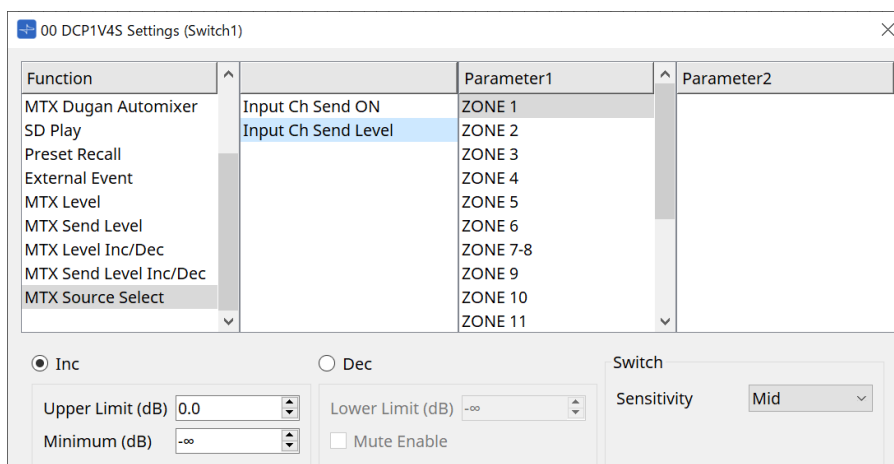 00 DCP1V4S Settings (Switch1)
Function
Parameter1
Parameter2
MTX Dugan Automixer
SD Play
Preset Recall
External Event
MTX Level
MTX Send Level
MTX Level Inc/Dec
MTX Send Level Inc/Dec
MTX Source Select
Input Ch Send ON
Input Ch Send Level
ZONE 1
ZONE 2
ZONE 3
ZONE 4
ZONE 5
ZONE 6
ZONE 7-8
ZONE 9
ZONE 10
ZONE 11
Inc
Upper Limit (dB) 0.0
Minimum (dB) -∞
Dec
Lower Limit (dB) -∞
Mute Enable
Switch
Sensitivity Mid